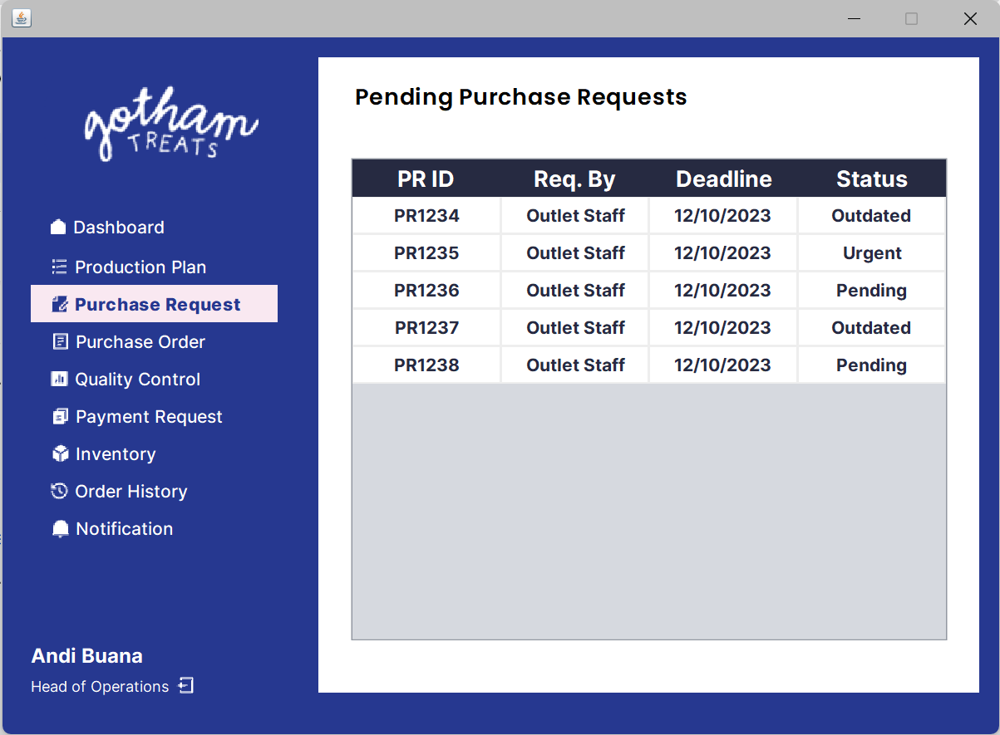 gotham
TREATS
Dashboard
Production Plan
Purchase Request
Purchase Order
Quality Control
Payment Request
Inventory
Order History
Notification
Andi Buana
Head of Operations
Pending Purchase Requests
PR ID Req. By Deadline Status
PR1234 Outlet Staff 12/10/2023 Outdated
PR1235 Outlet Staff 12/10/2023 Urgent
PR1236 Outlet Staff 12/10/2023 Pending
PR1237 Outlet Staff 12/10/2023 Outdated
PR1238 Outlet Staff 12/10/2023 Pending